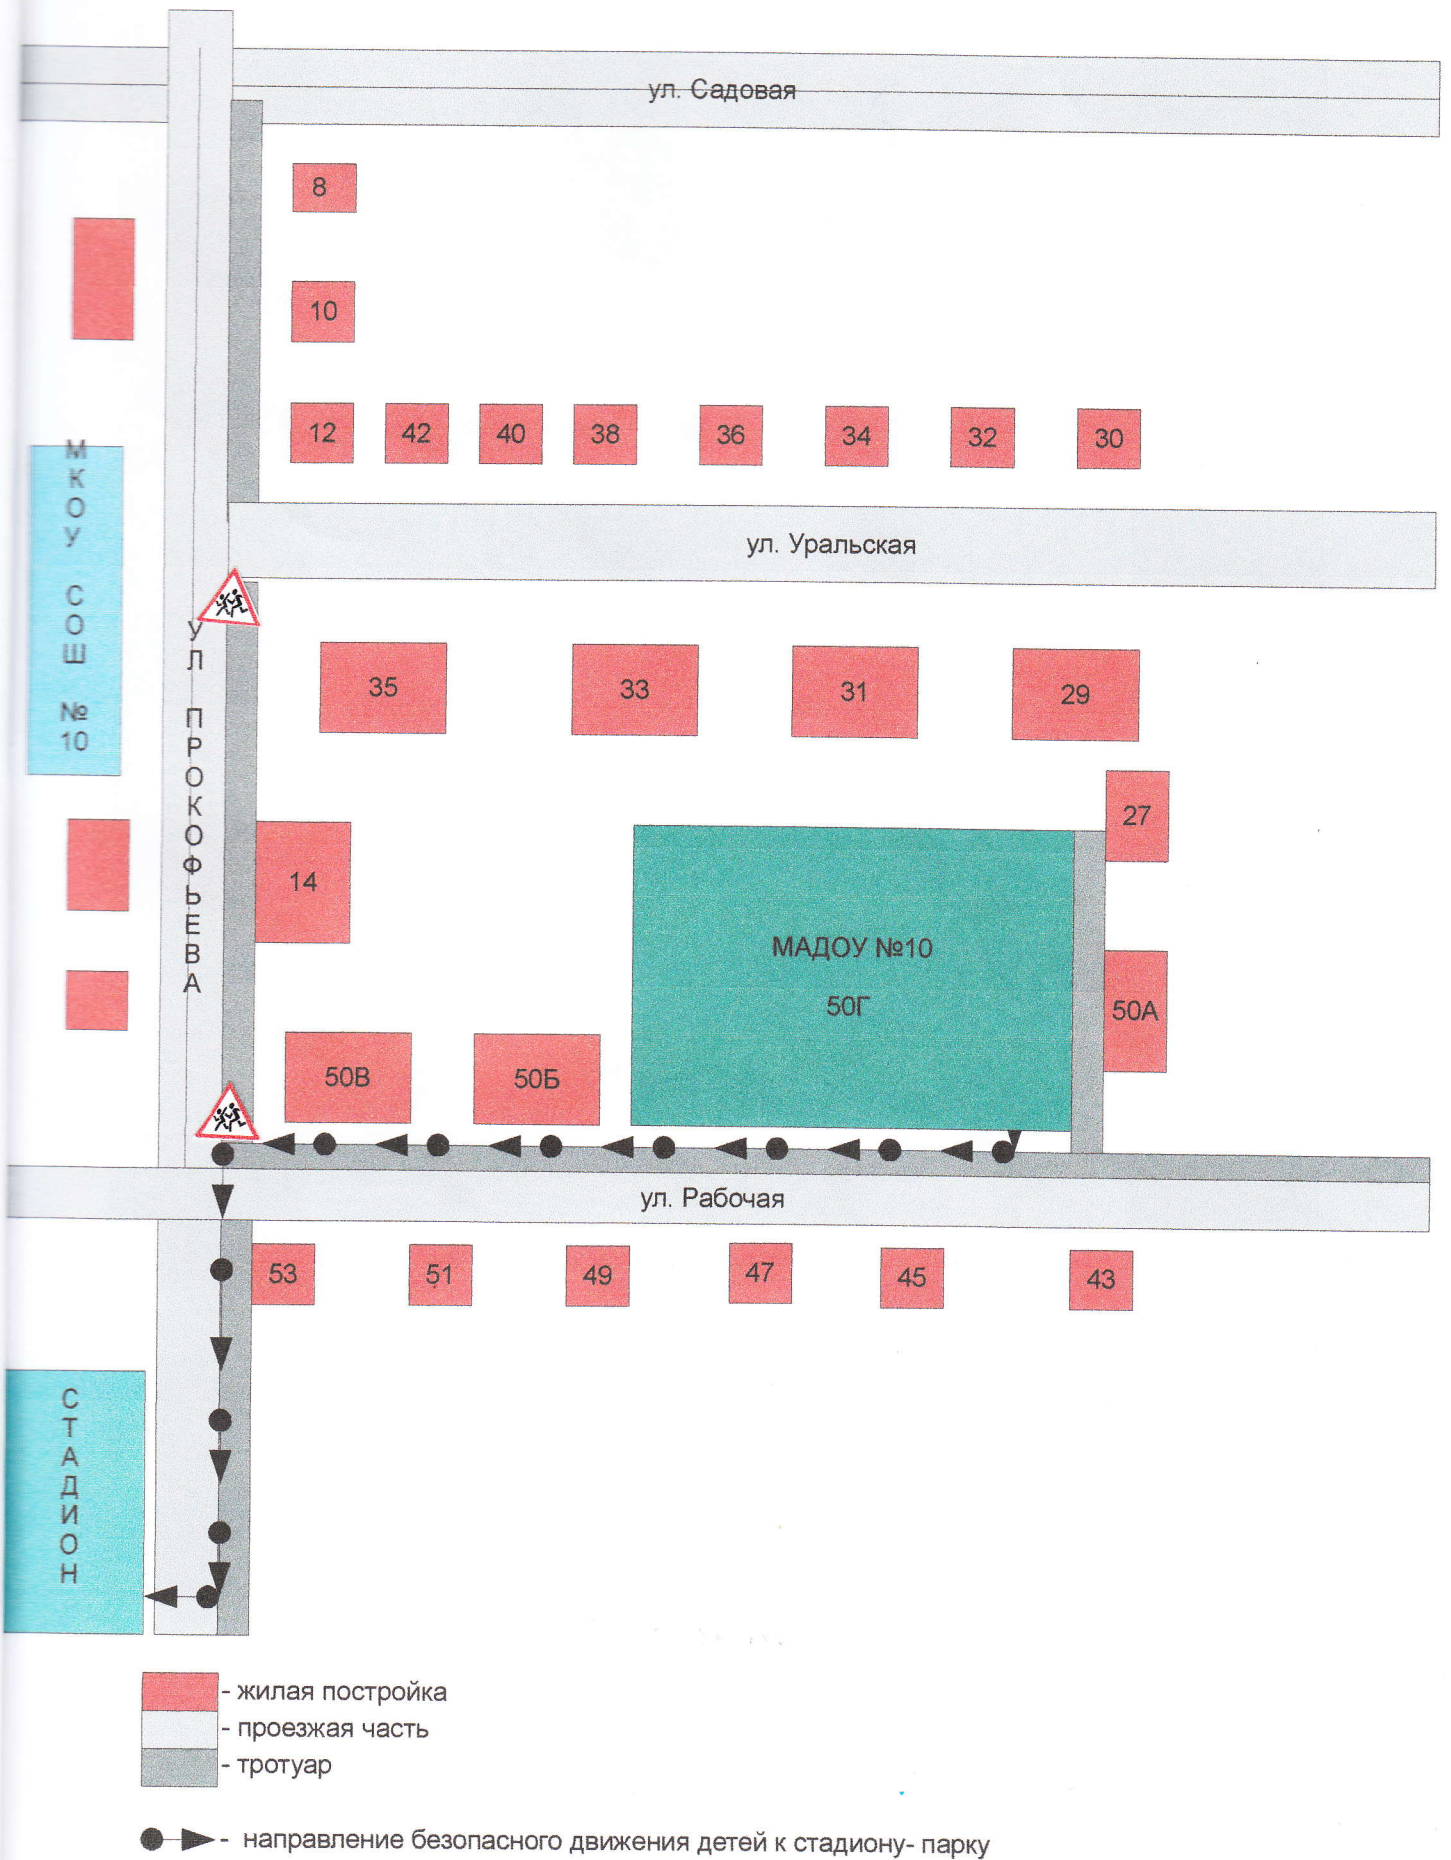 ул. Садовая
8
10
12
42
40
38
36
34
32
30
МКОУ СОШ №10
ул. Уральская
УЛ ПРОКОФЬЕВА
35
33
31
29
27
14
МАДОУ №10
50Г
50А
50В
50Б
ул. Рабочая
53
51
49
47
45
43
СТАДИОН
- жилая постройка
- проезжая часть
- тротуар
- направление безопасного движения детей к стадиону- парку